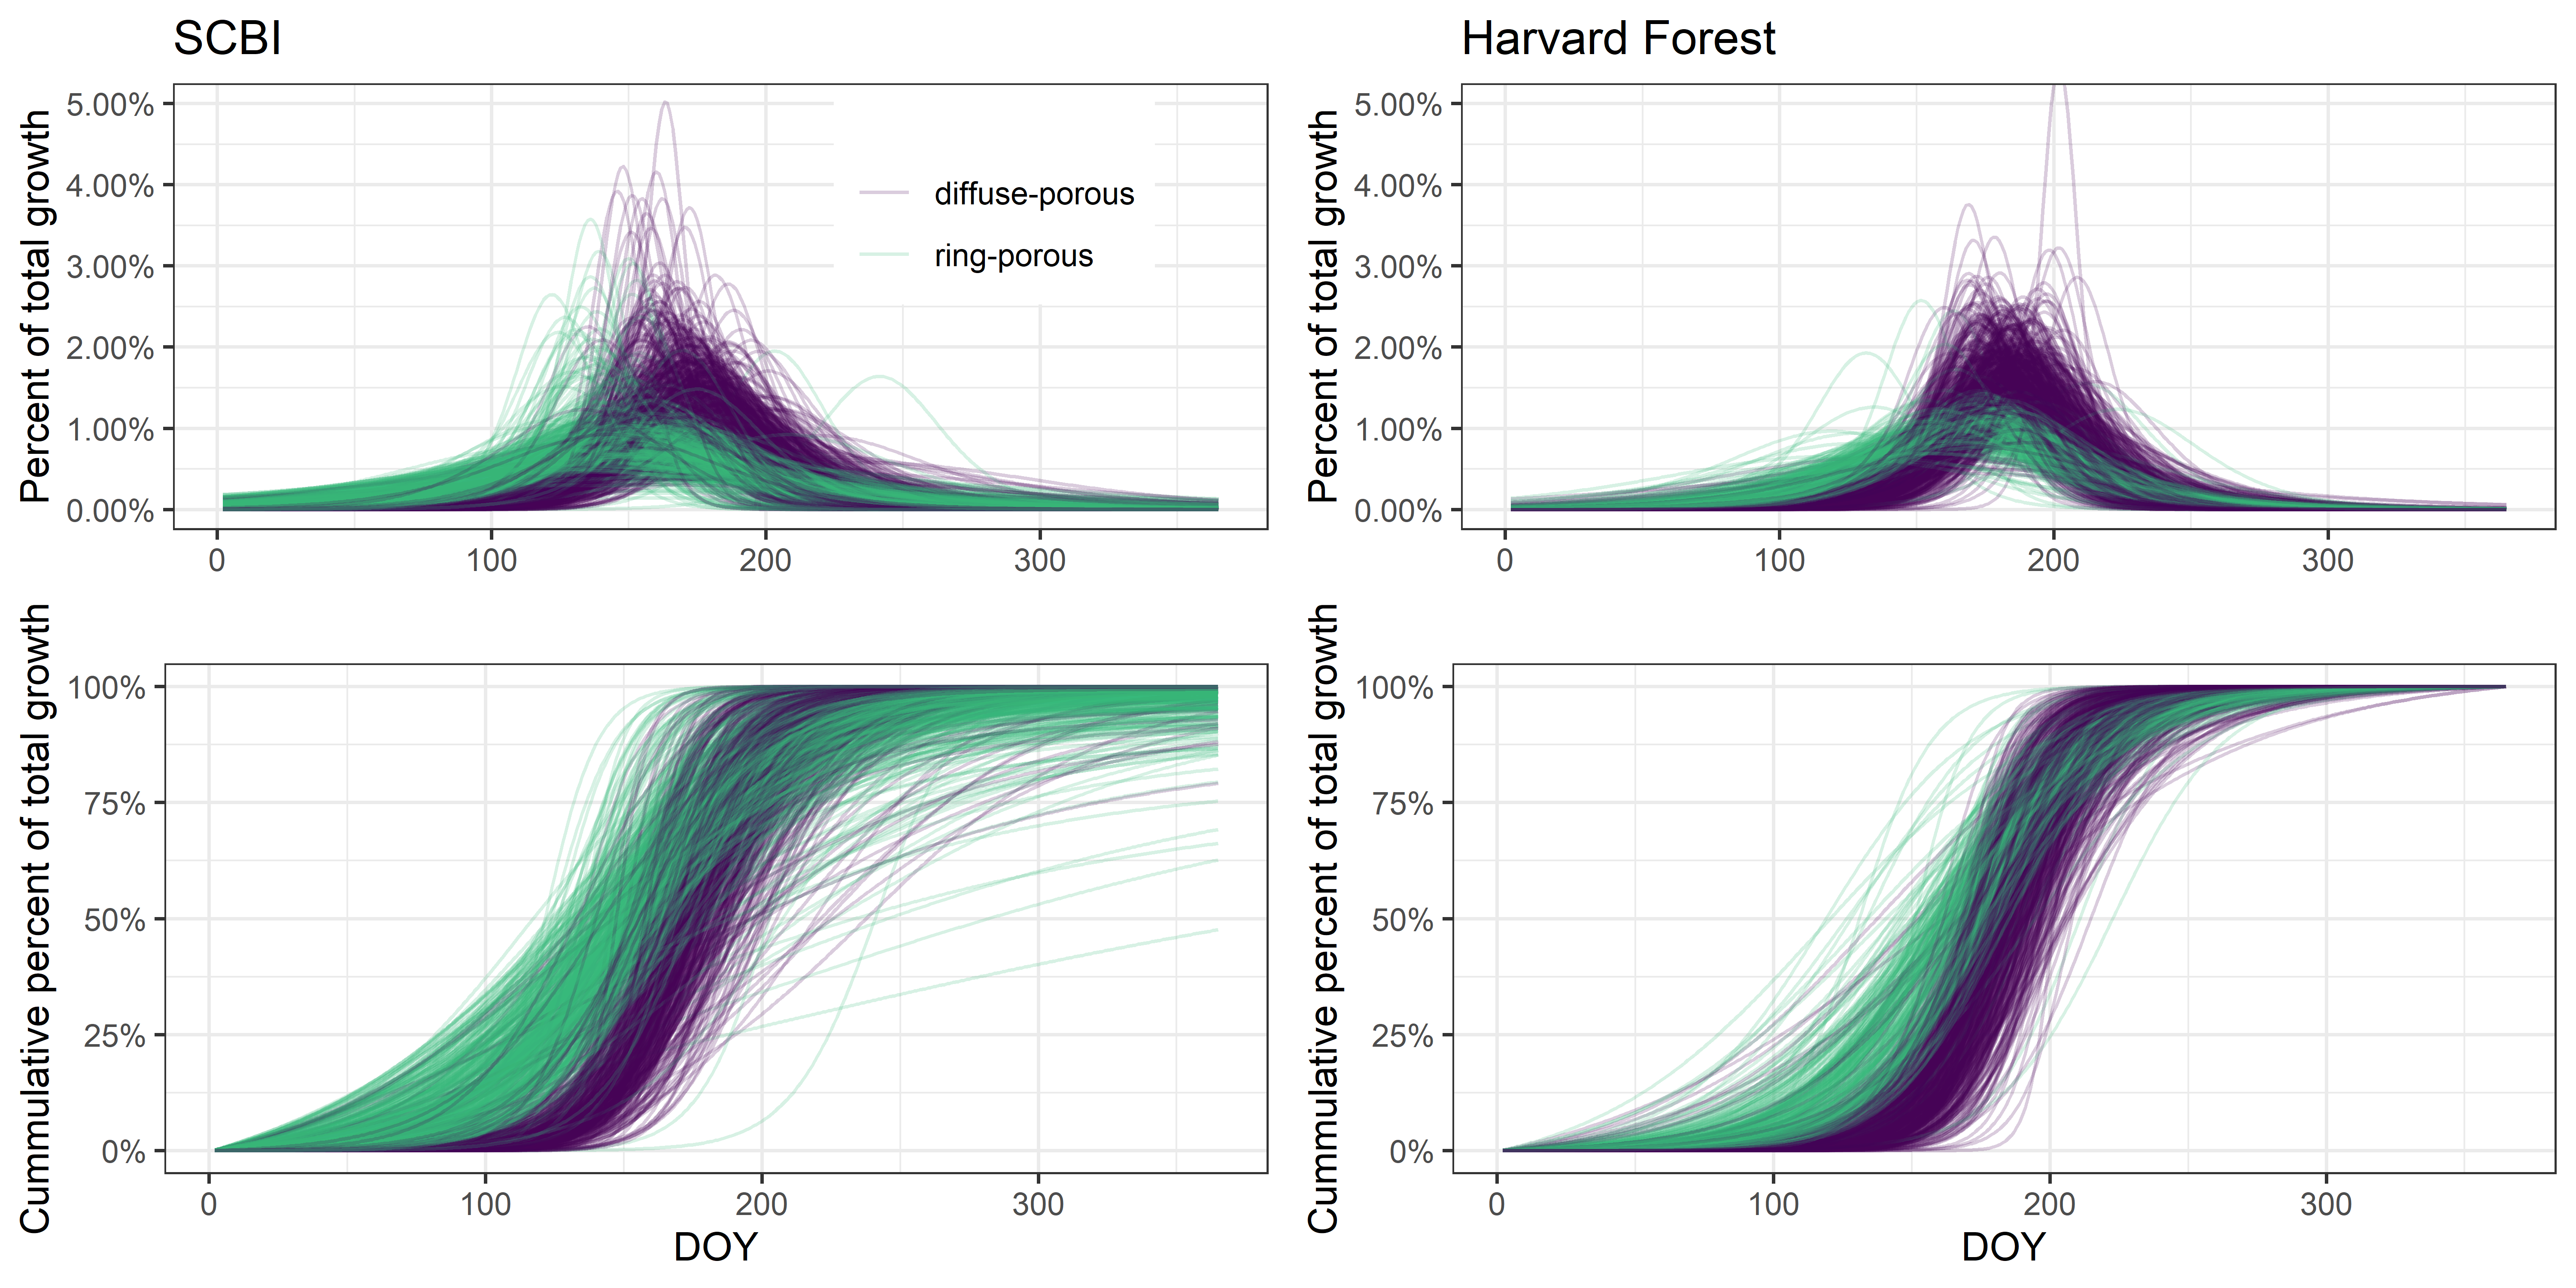 SCBI
Percent of total growth
5.00%
4.00%
3.00%
2.00%
1.00%
0.00%
diffuse-porous
ring-porous
0 100 200 300
Harvard Forest
Percent of total growth
5.00%
4.00%
3.00%
2.00%
1.00%
0.00%
0 100 200 300
Cummulative percent of total growth
100%
75%
50%
25%
0%
0 100 200 300
DOY
Cummulative percent of total growth
100%
75%
50%
25%
0%
0 100 200 300
DOY